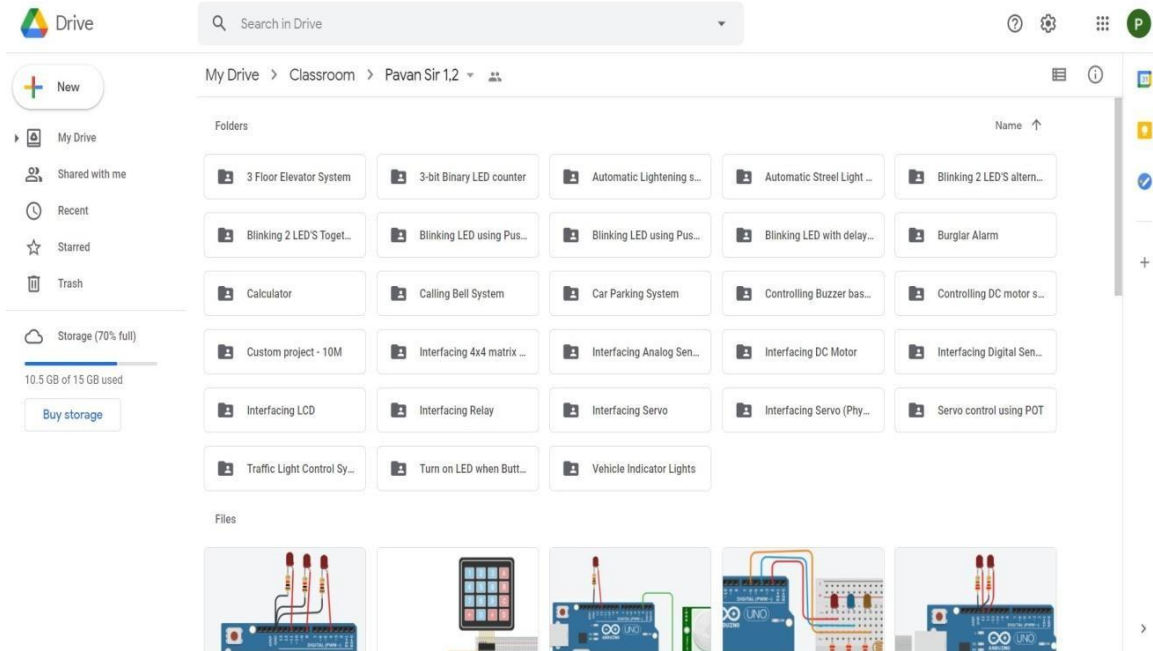 Drive
Search in Drive
P
New
My Drive > Classroom > Pavan Sir 1,2
31
My Drive
Shared with me
Recent
Starred
Trash
Storage (70% full)
10.5 GB of 15 GB used
Buy storage
Folders
Name
3 Floor Elevator System
3-bit Binary LED counter
Automatic Lightening s...
Automatic Streel Light ...
Blinking 2 LED'S altern...
Blinking 2 LED'S Toget...
Blinking LED using Pus...
Blinking LED using Pus...
Blinking LED with delay...
Burglar Alarm
Calculator
Calling Bell System
Car Parking System
Controlling Buzzer bas...
Controlling DC motor s...
Custom project - 10M
Interfacing 4x4 matrix ...
Interfacing Analog Sen...
Interfacing DC Motor
Interfacing Digital Sen...
Interfacing LCD
Interfacing Relay
Interfacing Servo
Interfacing Servo (Phy...
Servo control using POT
Traffic Light Control Sy...
Turn on LED when Butt...
Vehicle Indicator Lights
Files
UNO
UNO
UNO